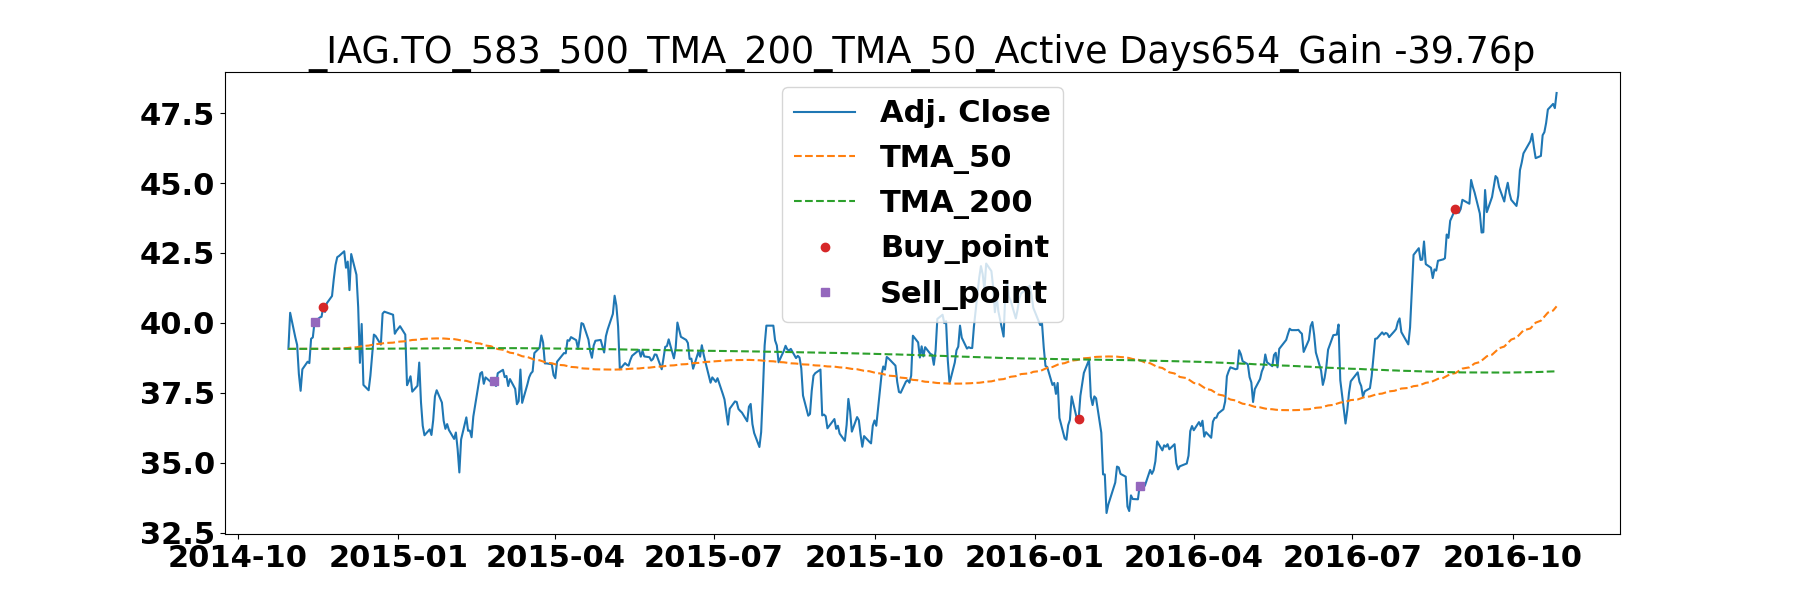 _IAG.TO_583_500_TMA_200_TMA_50_Active Days654_Gain -39.76p
47.5
45.0
42.5
40.0
37.5
35.0
32.5
Adj. Close
TMA_50
TMA_200
Buy_point
Sell_point
2014-10 2015-01 2015-04 2015-07 2015-10 2016-01 2016-04 2016-07 2016-10